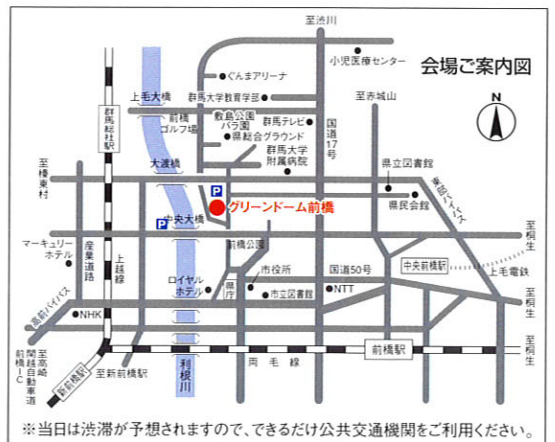 至渋川
小児医療センター
会場ご案内図
ぐんまアリーナ
上毛大橋
群馬大学教育学部
至赤城山
N
群馬総社駅
前橋
ゴルフ場
敷島公園
バラ園
県総合グラウンド
群馬テレビ
国道17号
群馬大学
附属病院
大渡橋
至榛東村
県立図書館
東部バイパス
P
グリーンドーム前橋
県民会館
P
中央大橋
至桐生
マーキュリー
ホテル
産業道路
上越線
前橋公園
中央前橋駅
上毛電鉄
ロイヤル
ホテル
県庁
市役所
国道50号
市立図書館
NTT
至桐生
高前バイパス
NHK
至高崎
関越自動車道
前橋IC
新前橋駅
至新前橋駅
利根川
両毛線
前橋駅
至桐生
※当日は渋滞が予想されますので、できるだけ公共交通機関をご利用ください。